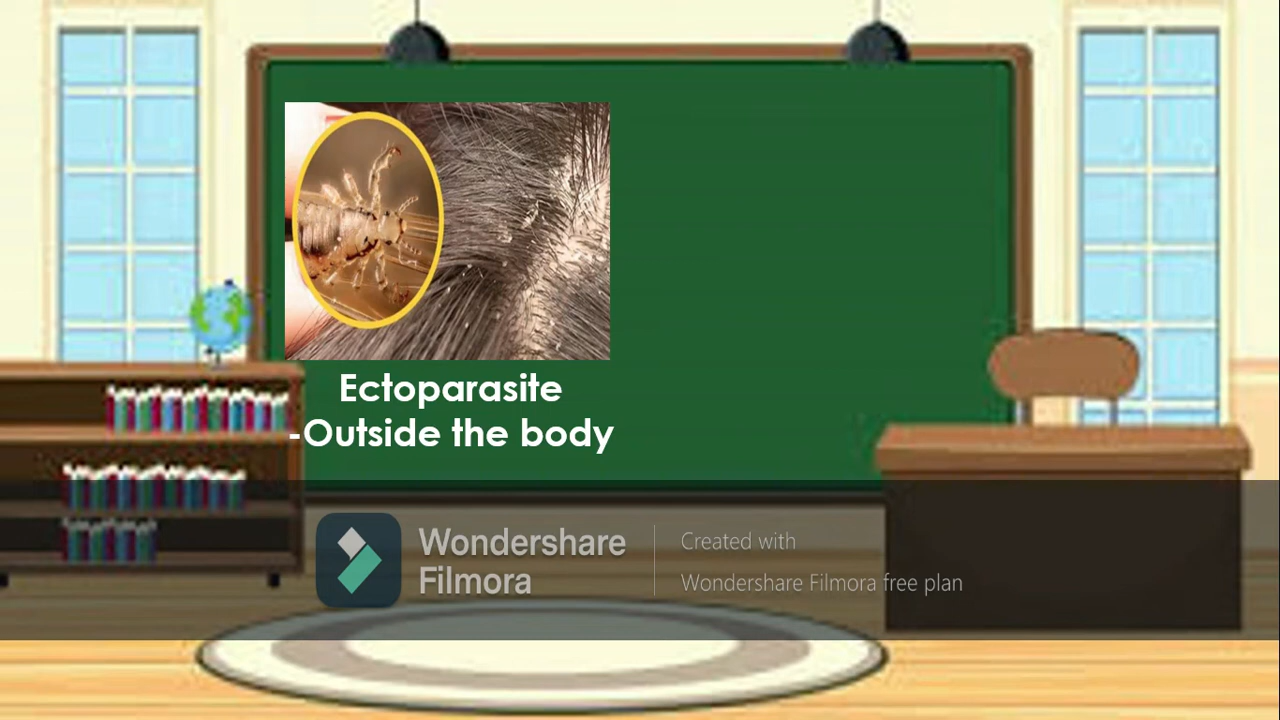 Ectoparasite
-Outside the body
Wondershare
Filmora
Created with
Wondershare Filmora free plan